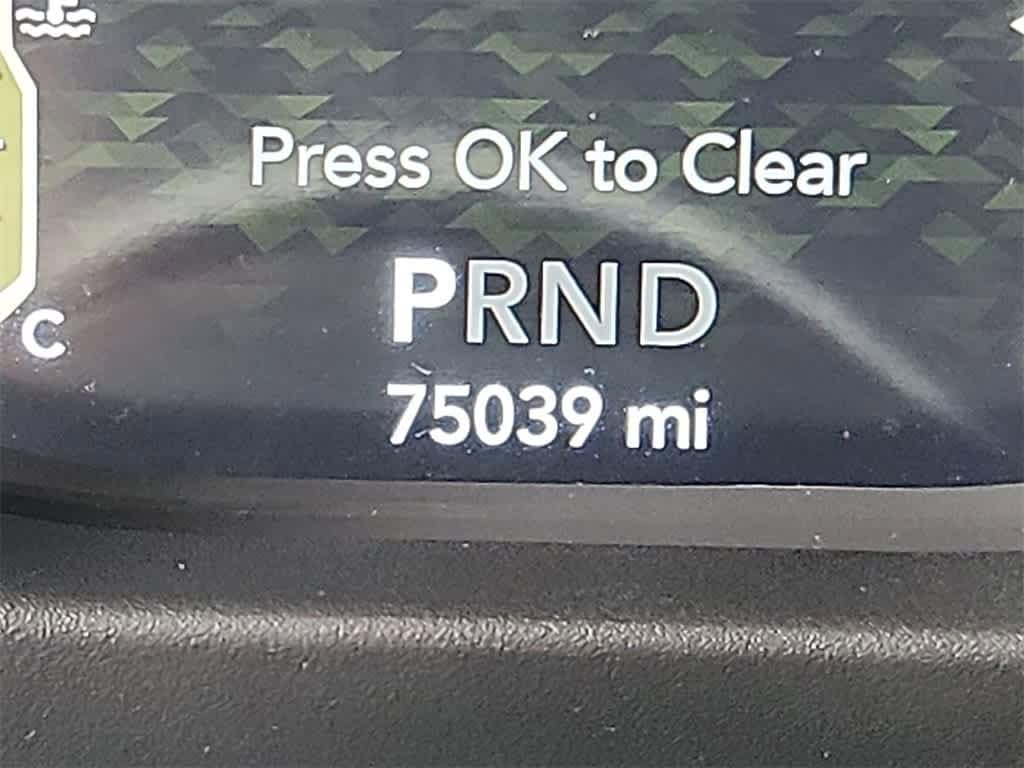 Press OK to Clear
PRND
C
75039 mi